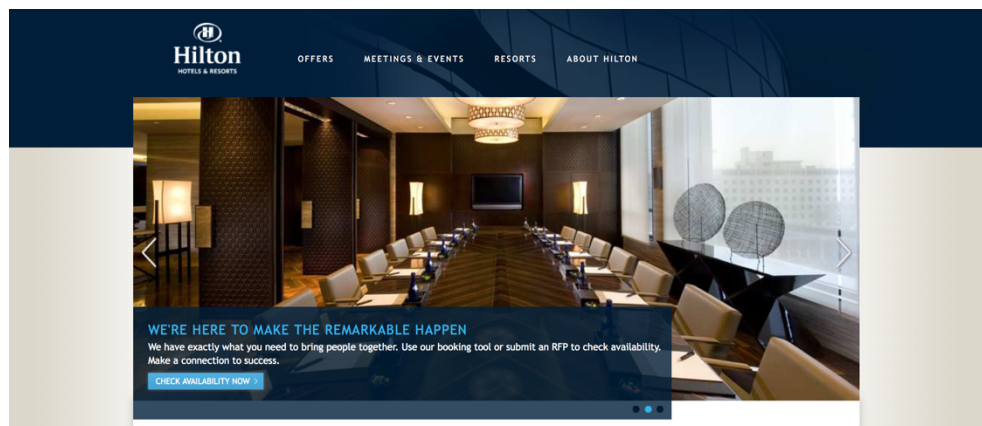 Hilton
HOTELS & RESORTS
OFFERS MEETINGS & EVENTS RESORTS ABOUT HILTON
WE'RE HERE TO MAKE THE REMARKABLE HAPPEN
We have exactly what you need to bring people together. Use our booking tool or submit an RFP to check availability.
Make a connection to success.
CHECK AVAILABILITY NOW >